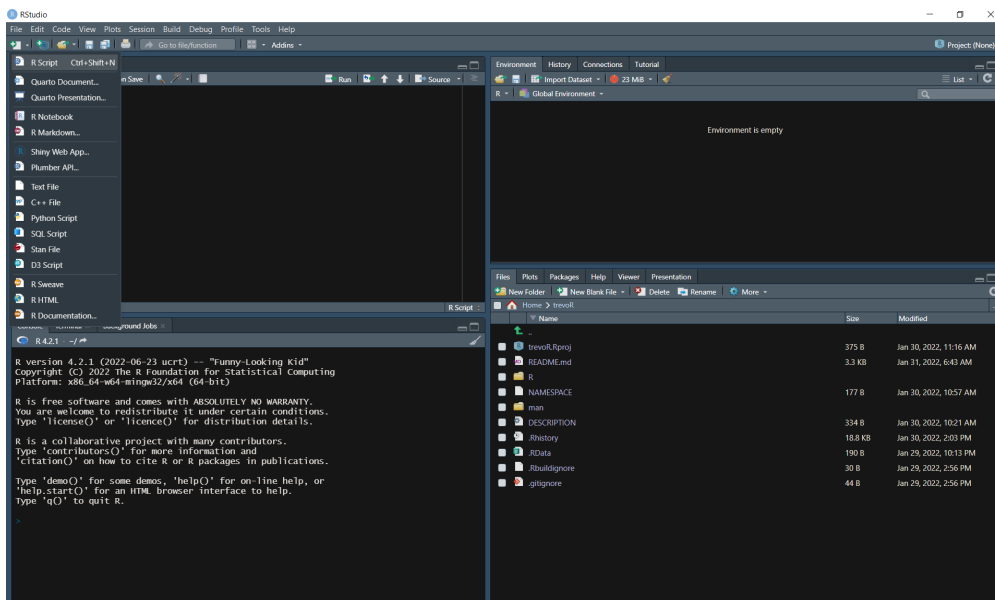 RStudio
File Edit Code View Plots Session Build Debug Profile Tools Help
Go to file/function Addins Project: (None)
R Script Ctrl+Shift+N
Quarto Document...
Quarto Presentation...
R Notebook
R Markdown...
Shiny Web App...
Plumber API...
Text File
C++ File
Python Script
SQL Script
Stan File
D3 Script
R Sweave
R HTML
R Documentation...
Save Run Source
R Script
Terminal Jobs
R 4.2.1 · ~/
R version 4.2.1 (2022-06-23 ucrt) -- "Funny-Looking Kid"
Copyright (C) 2022 The R Foundation for Statistical Computing
Platform: x86_64-w64-mingw32/x64 (64-bit)
R is free software and comes with ABSOLUTELY NO WARRANTY.
You are welcome to redistribute it under certain conditions.
Type 'license()' or 'licence()' for distribution details.
R is a collaborative project with many contributors.
Type 'contributors()' for more information and
'citation()' on how to cite R or R packages in publications.
Type 'demo()' for some demos, 'help()' for on-line help, or
'help.start()' for an HTML browser interface to help.
Type 'q()' to quit R.
>
Environment History Connections Tutorial
Import Dataset 23 MiB List
R Global Environment
Environment is empty
Files Plots Packages Help Viewer Presentation
New Folder New Blank File Delete Rename More
Home > trevoR
Name Size Modified
..
trevoR.Rproj 375 B Jan 30, 2022, 11:16 AM
README.md 3.3 KB Jan 31, 2022, 6:43 AM
R
NAMESPACE 177 B Jan 30, 2022, 10:57 AM
man
DESCRIPTION 334 B Jan 30, 2022, 10:21 AM
.Rhistory 18.8 KB Jan 30, 2022, 2:03 PM
.RData 190 B Jan 29, 2022, 10:13 PM
.Rbuildignore 30 B Jan 29, 2022, 2:56 PM
.gitignore 44 B Jan 29, 2022, 2:56 PM